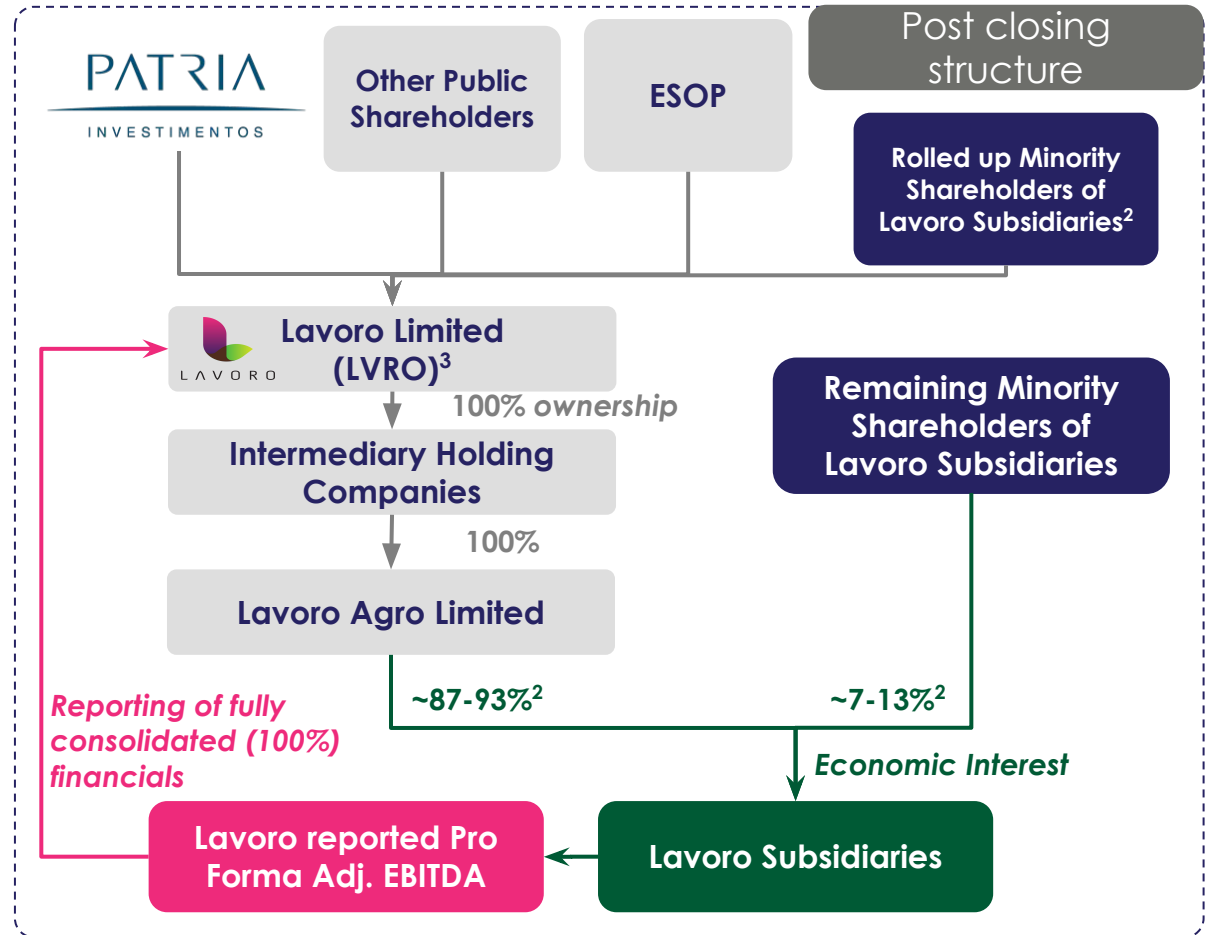 Post closing
structure
PATRIA
INVESTIMENTOS
Other Public
Shareholders
ESOP
Rolled up Minority
Shareholders of
Lavoro Subsidiaries²
LAVORO
Lavoro Limited
(LVRO)³
100% ownership
Intermediary Holding
Companies
100%
Lavoro Agro Limited
Remaining Minority
Shareholders of
Lavoro Subsidiaries
~87-93%²
~7-13%²
Economic Interest
Reporting of fully
consolidated (100%)
financials
Lavoro reported Pro
Forma Adj. EBITDA
Lavoro Subsidiaries